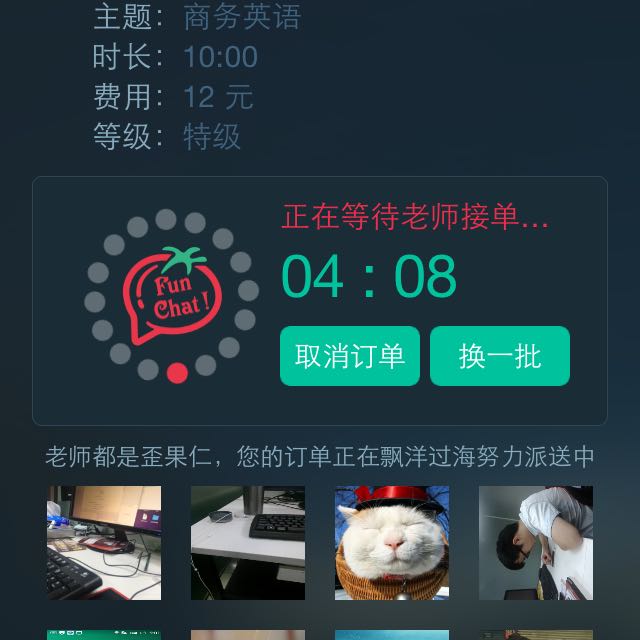 主题：商务英语
时长：10:00
费用：12 元
等级：特级
正在等待老师接单...
04 : 08
Fun
Chat!
取消订单
换一批
老师都是歪果仁，您的订单正在飘洋过海努力派送中